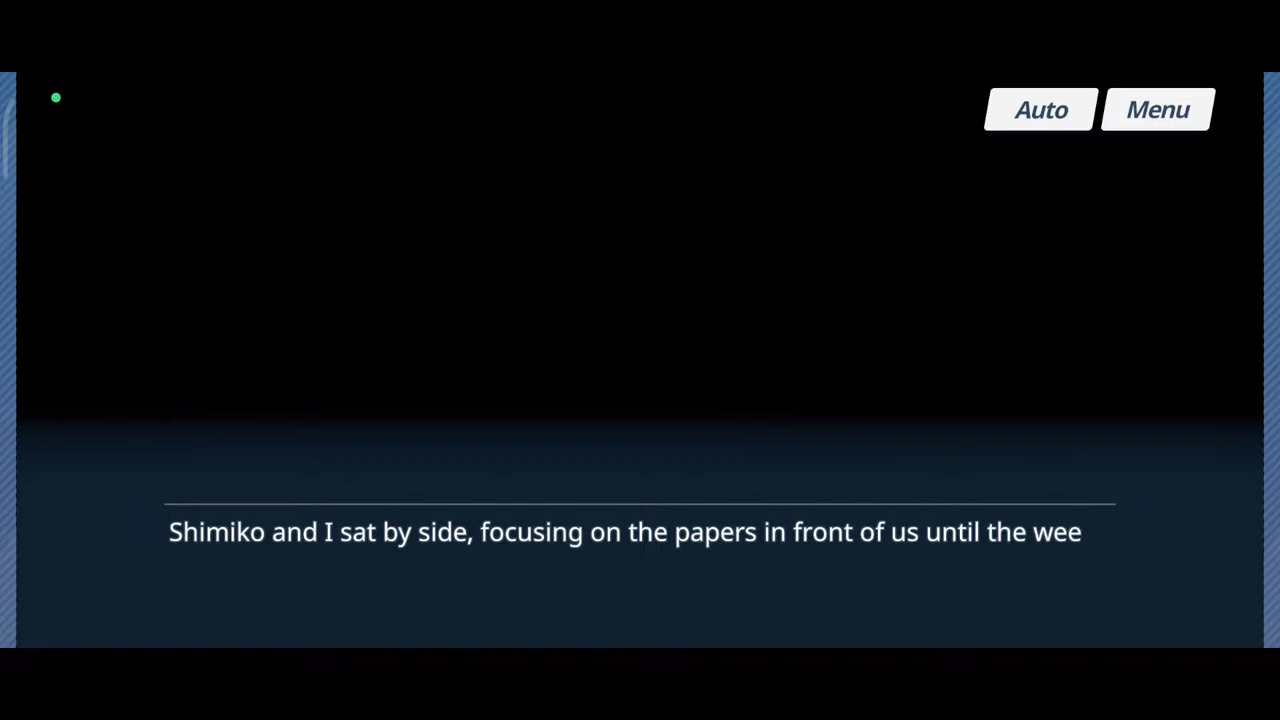 Auto
Menu
Shimiko and I sat by side, focusing on the papers in front of us until the wee